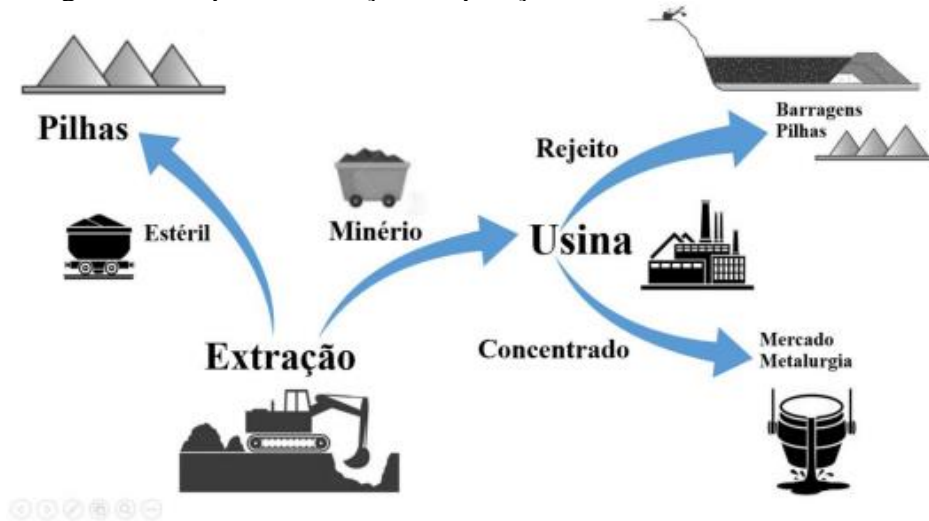 Pilhas
Estéril
Minério
Extração
Rejeito
Usina
Concentrado
Barragens
Pilhas
Mercado
Metalurgia